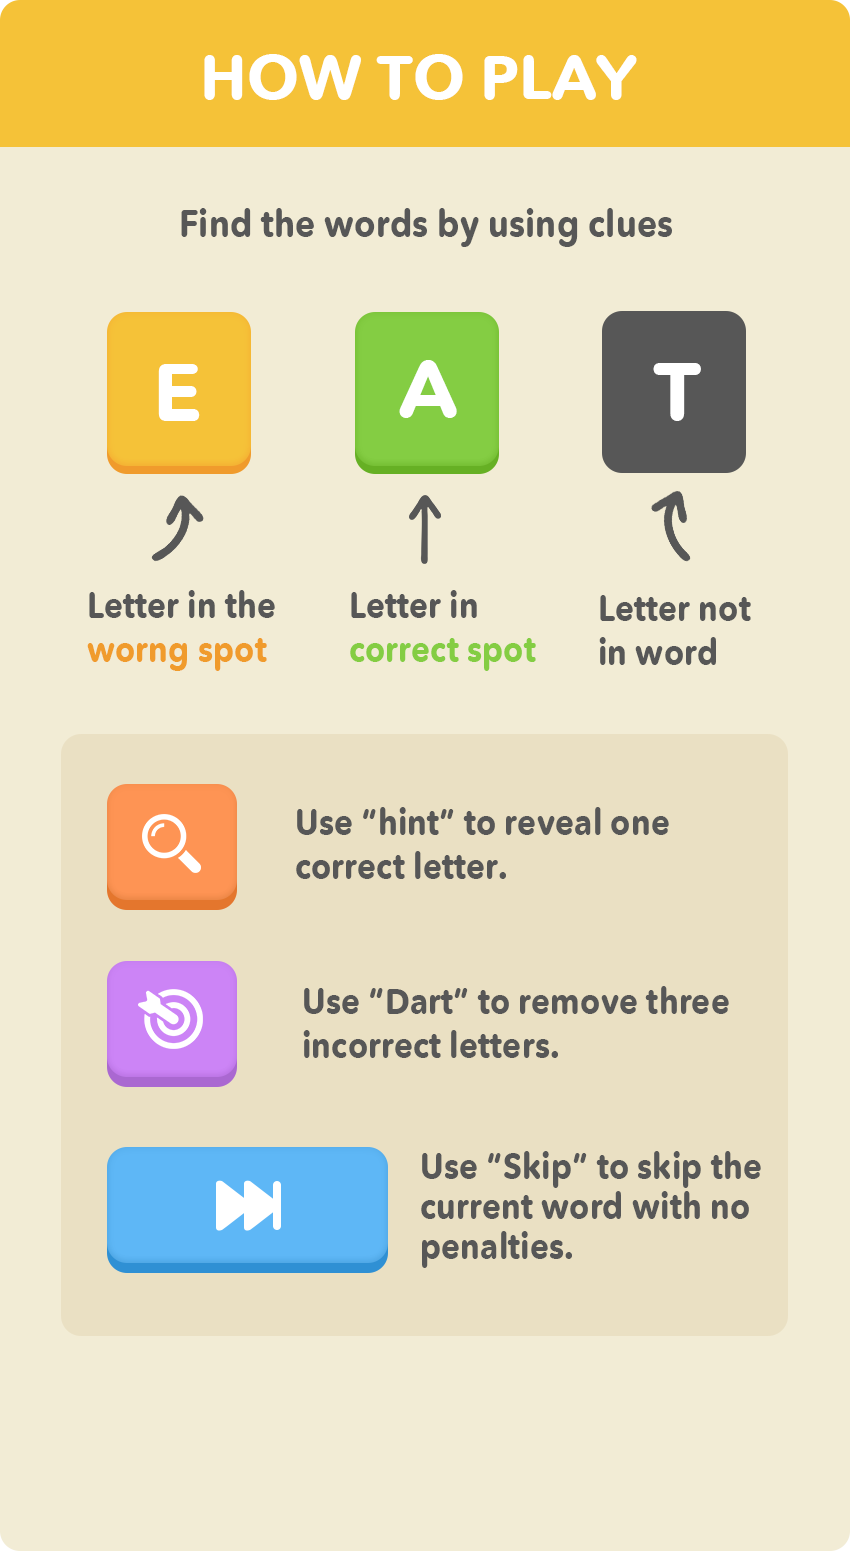 HOW TO PLAY
Find the words by using clues
E
A
T
Letter in the
worng spot
Letter in
correct spot
Letter not
in word
Use "hint" to reveal one
correct letter.
Use "Dart" to remove three
incorrect letters.
Use "Skip" to skip the
current word with no
penalties.